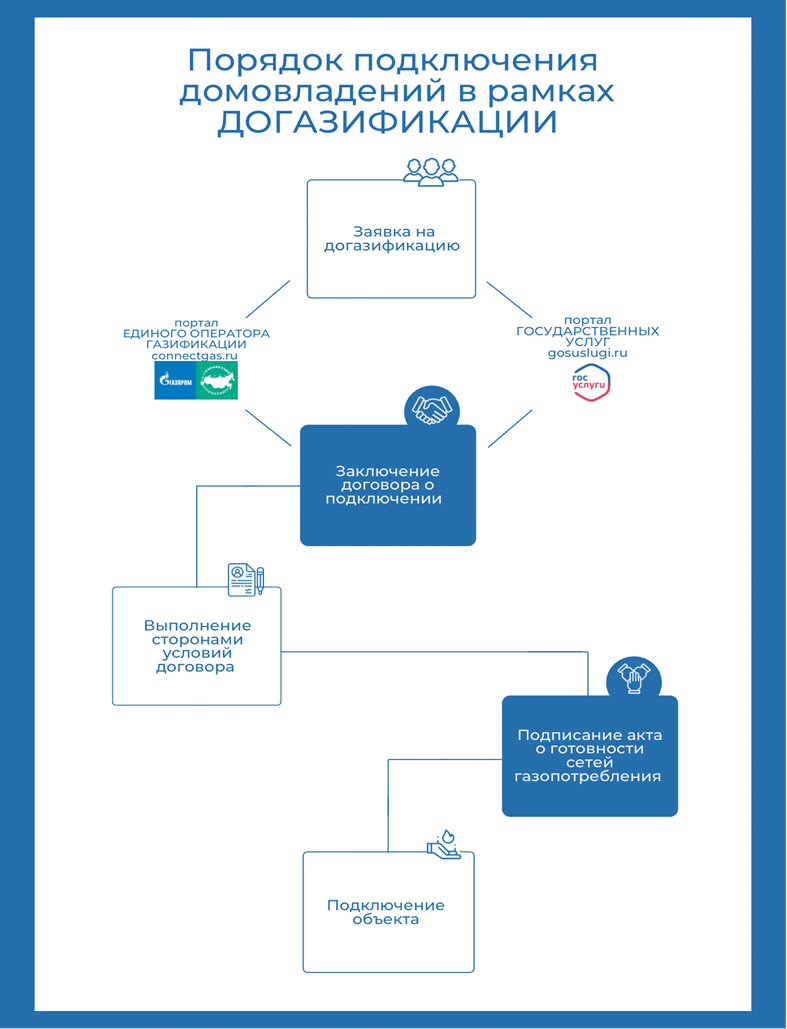 Порядок подключения
домовладений в рамках
ДОГАЗИФИКАЦИИ
Заявка на
догазификацию
портал
ЕДИНОГО ОПЕРАТОРА
ГАЗИФИКАЦИИ
connectgas.ru
ГАЗПРОМ
портал
ГОСУДАРСТВЕННЫХ
УСЛУГ
gosuslugi.ru
гос
услуги
Заключение
договора о
подключении
Выполнение
сторонами
условий
договора
Подписание акта
о готовности
сетей
газопотребления
Подключение
объекта